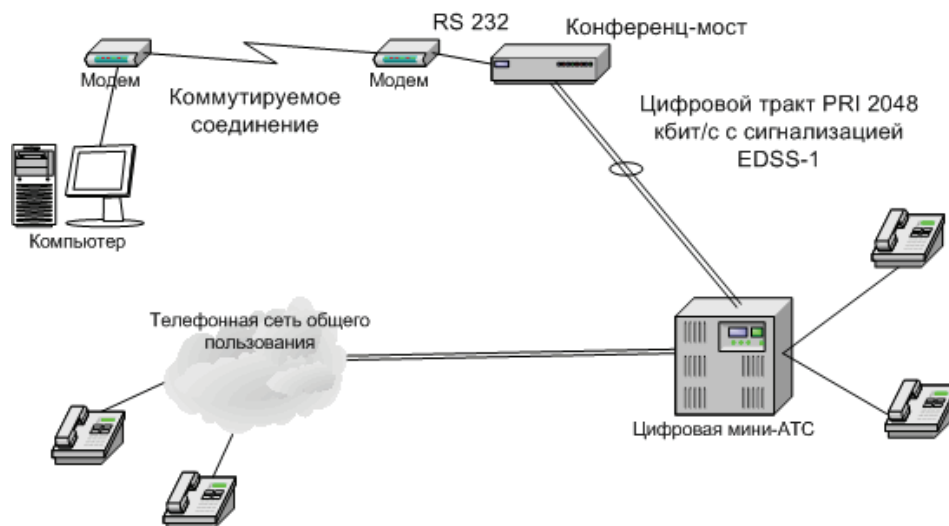 RS 232
Конференц-мост
Модем
Модем
Коммутируемое
соединение
Цифровой тракт PRI 2048
кбит/с с сигнализацией
EDSS-1
Компьютер
Телефонная сеть общего
пользования
Цифровая мини-АТС